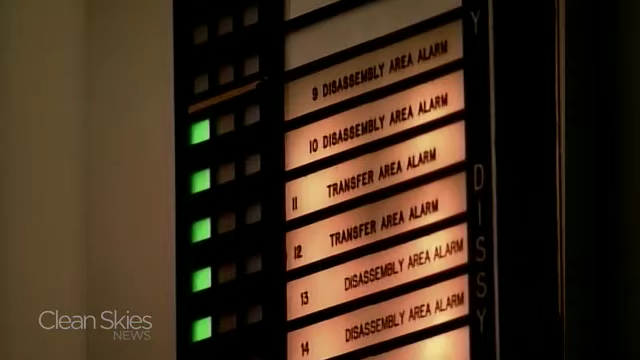 Y
9 DISASSEMBLY AREA ALARM
10 DISASSEMBLY AREA ALARM
11 TRANSFER AREA ALARM
12 TRANSFER AREA ALARM
13 DISASSEMBLY AREA ALARM
14 DISASSEMBLY AREA ALARM
DISSY
Clean Skies
NEWS